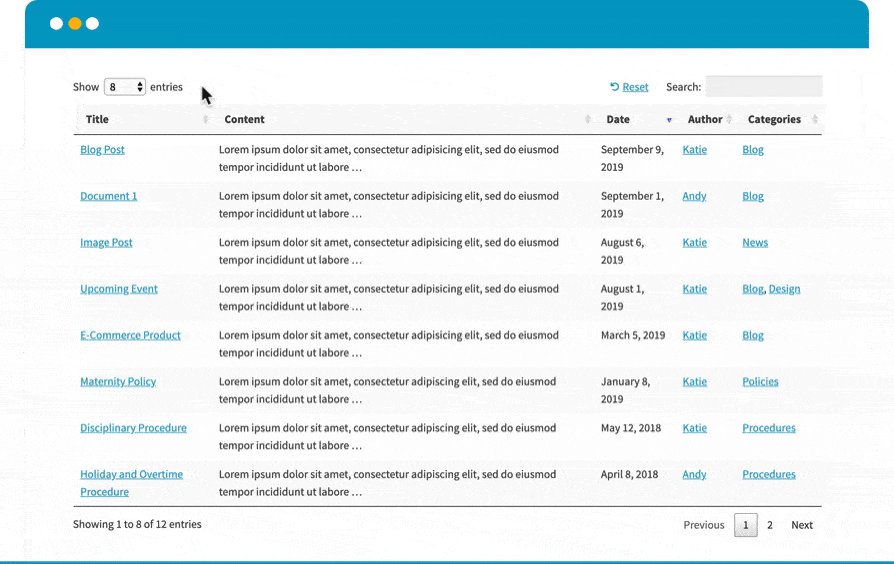 Show 8 entries Reset Search:
Title Content Date Author Categories
Blog Post Lorem ipsum dolor sit amet, consectetur adipisicing elit, sed do eiusmod September 9, Katie Blog
tempor incididunt ut labore … 2019
Document 1 Lorem ipsum dolor sit amet, consectetur adipisicing elit, sed do eiusmod September 1, Andy Blog
tempor incididunt ut labore … 2019
Image Post Lorem ipsum dolor sit amet, consectetur adipisicing elit, sed do eiusmod August 6, Katie News
tempor incididunt ut labore … 2019
Upcoming Event Lorem ipsum dolor sit amet, consectetur adipisicing elit, sed do eiusmod August 1, Katie Blog, Design
tempor incididunt ut labore … 2019
E-Commerce Product Lorem ipsum dolor sit amet, consectetur adipisicing elit, sed do eiusmod March 5, 2019 Katie Blog
tempor incididunt ut labore …
Maternity Policy Lorem ipsum dolor sit amet, consectetur adipisicing elit, sed do eiusmod January 8, Katie Policies
tempor incididunt ut labore … 2019
Disciplinary Procedure Lorem ipsum dolor sit amet, consectetur adipisicing elit, sed do eiusmod May 12, 2018 Katie Procedures
tempor incididunt ut labore …
Holiday and Overtime Lorem ipsum dolor sit amet, consectetur adipisicing elit, sed do eiusmod April 8, 2018 Andy Procedures
Procedure tempor incididunt ut labore …
Showing 1 to 8 of 12 entries Previous 1 2 Next